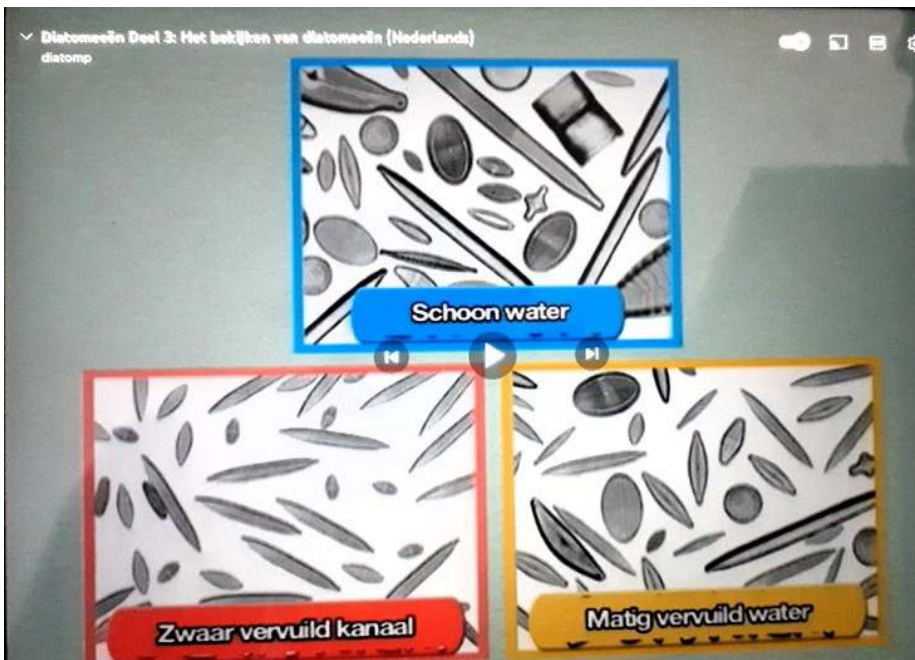 Diatomeeën Deel 3: Het bekijken van diatomeeën (Nederlands)
diatomp
Schoon water
Zwaar vervuild kanaal
Matig vervuild water